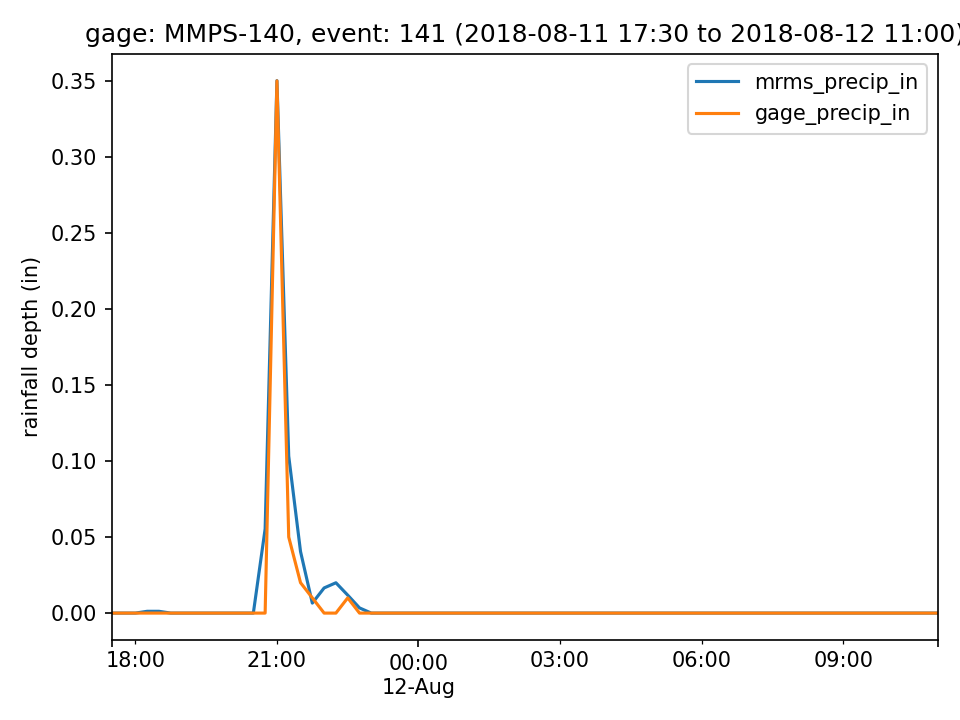 gage: MMPS-140, event: 141 (2018-08-11 17:30 to 2018-08-12 11:00)
mrms_precip_in
gage_precip_in
rainfall depth (in)
0.35
0.30
0.25
0.20
0.15
0.10
0.05
0.00
18:00 21:00 00:00 03:00 06:00 09:00
12-Aug